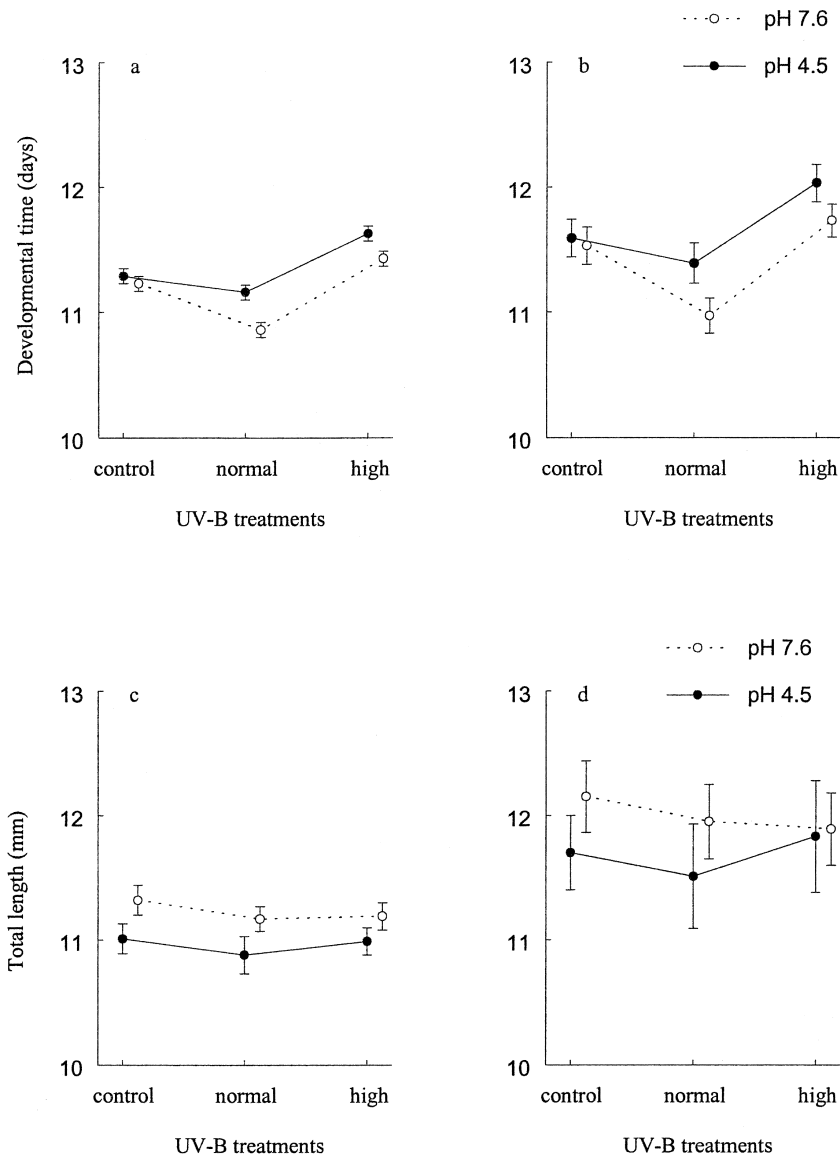 pH 7.6
pH 4.5
a
b
13
12
11
10
Developmental time (days)
control normal high
UV-B treatments
13
12
11
10
control normal high
UV-B treatments
pH 7.6
pH 4.5
c
d
13
12
11
10
Total length (mm)
control normal high
UV-B treatments
13
12
11
10
control normal high
UV-B treatments